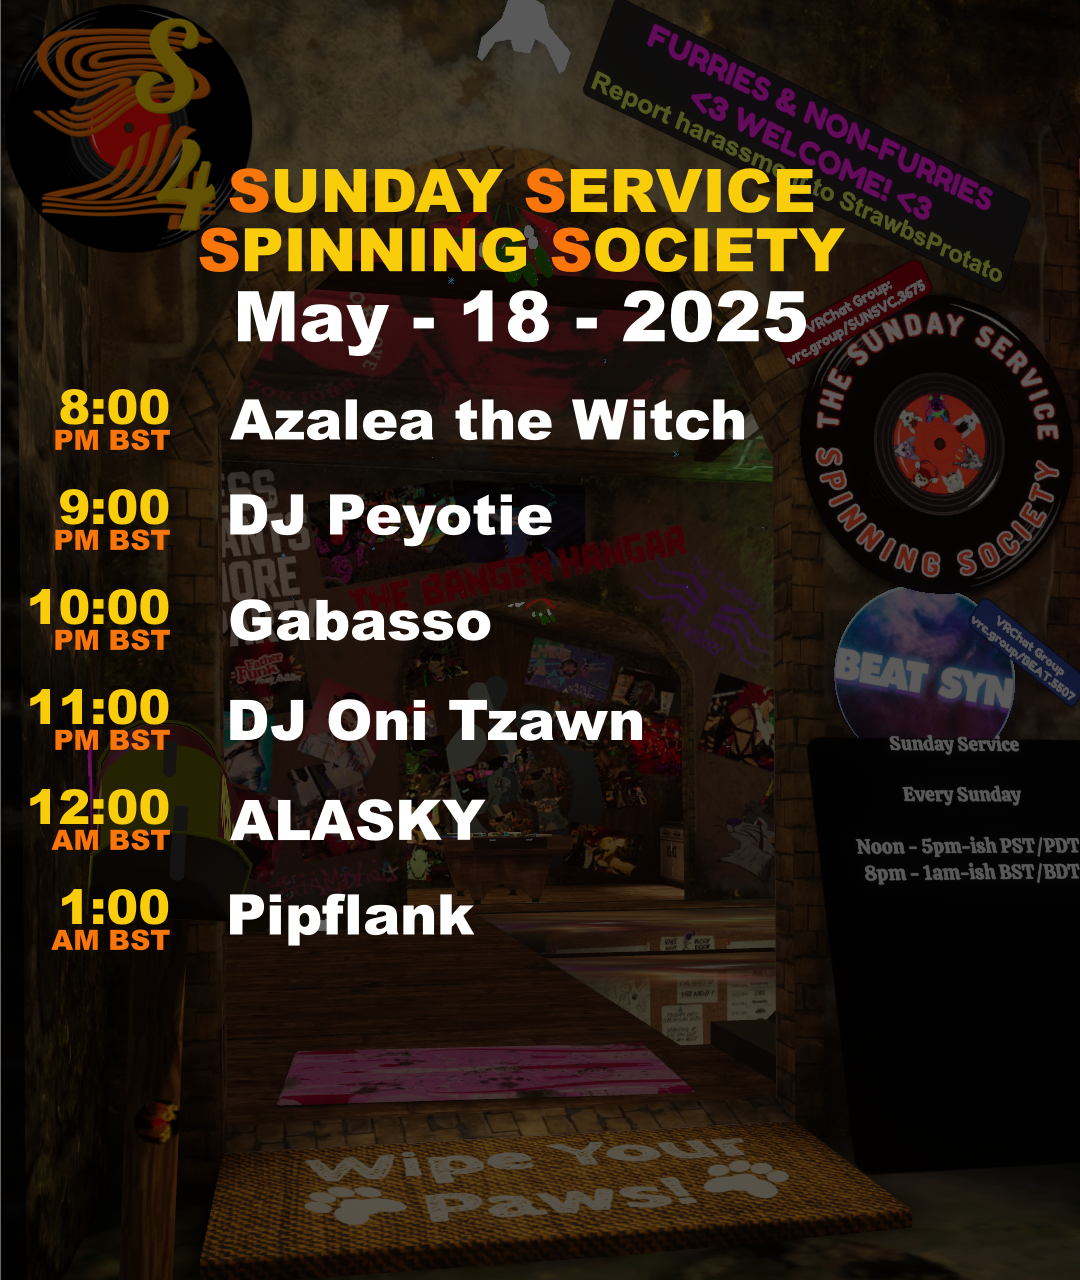 S
S4
FURRIES & NON-FURRIES
<3 WELCOME! <3
Report harassment to StrawbsProtato
SUNDAY SERVICE
SPINNING SOCIETY
May - 18 - 2025
VRChat Group:
vrc.group/SUNSVC.3675
THE SUNDAY SERVICE
SPINNING SOCIETY
8:00
PM BST
Azalea the Witch
9:00
PM BST
DJ Peyotie
THE BANGER HANGAR
10:00
PM BST
Gabasso
VRChat Group
vrc.group/BEAT.5507
BEAT SYN
11:00
PM BST
DJ Oni Tzawn
12:00
AM BST
ALASKY
1:00
AM BST
Pipflank
Sunday Service
Every Sunday
Noon - 5pm-ish PST/PDT
8pm - 1am-ish BST/BDT
Wipe Your
Paws!